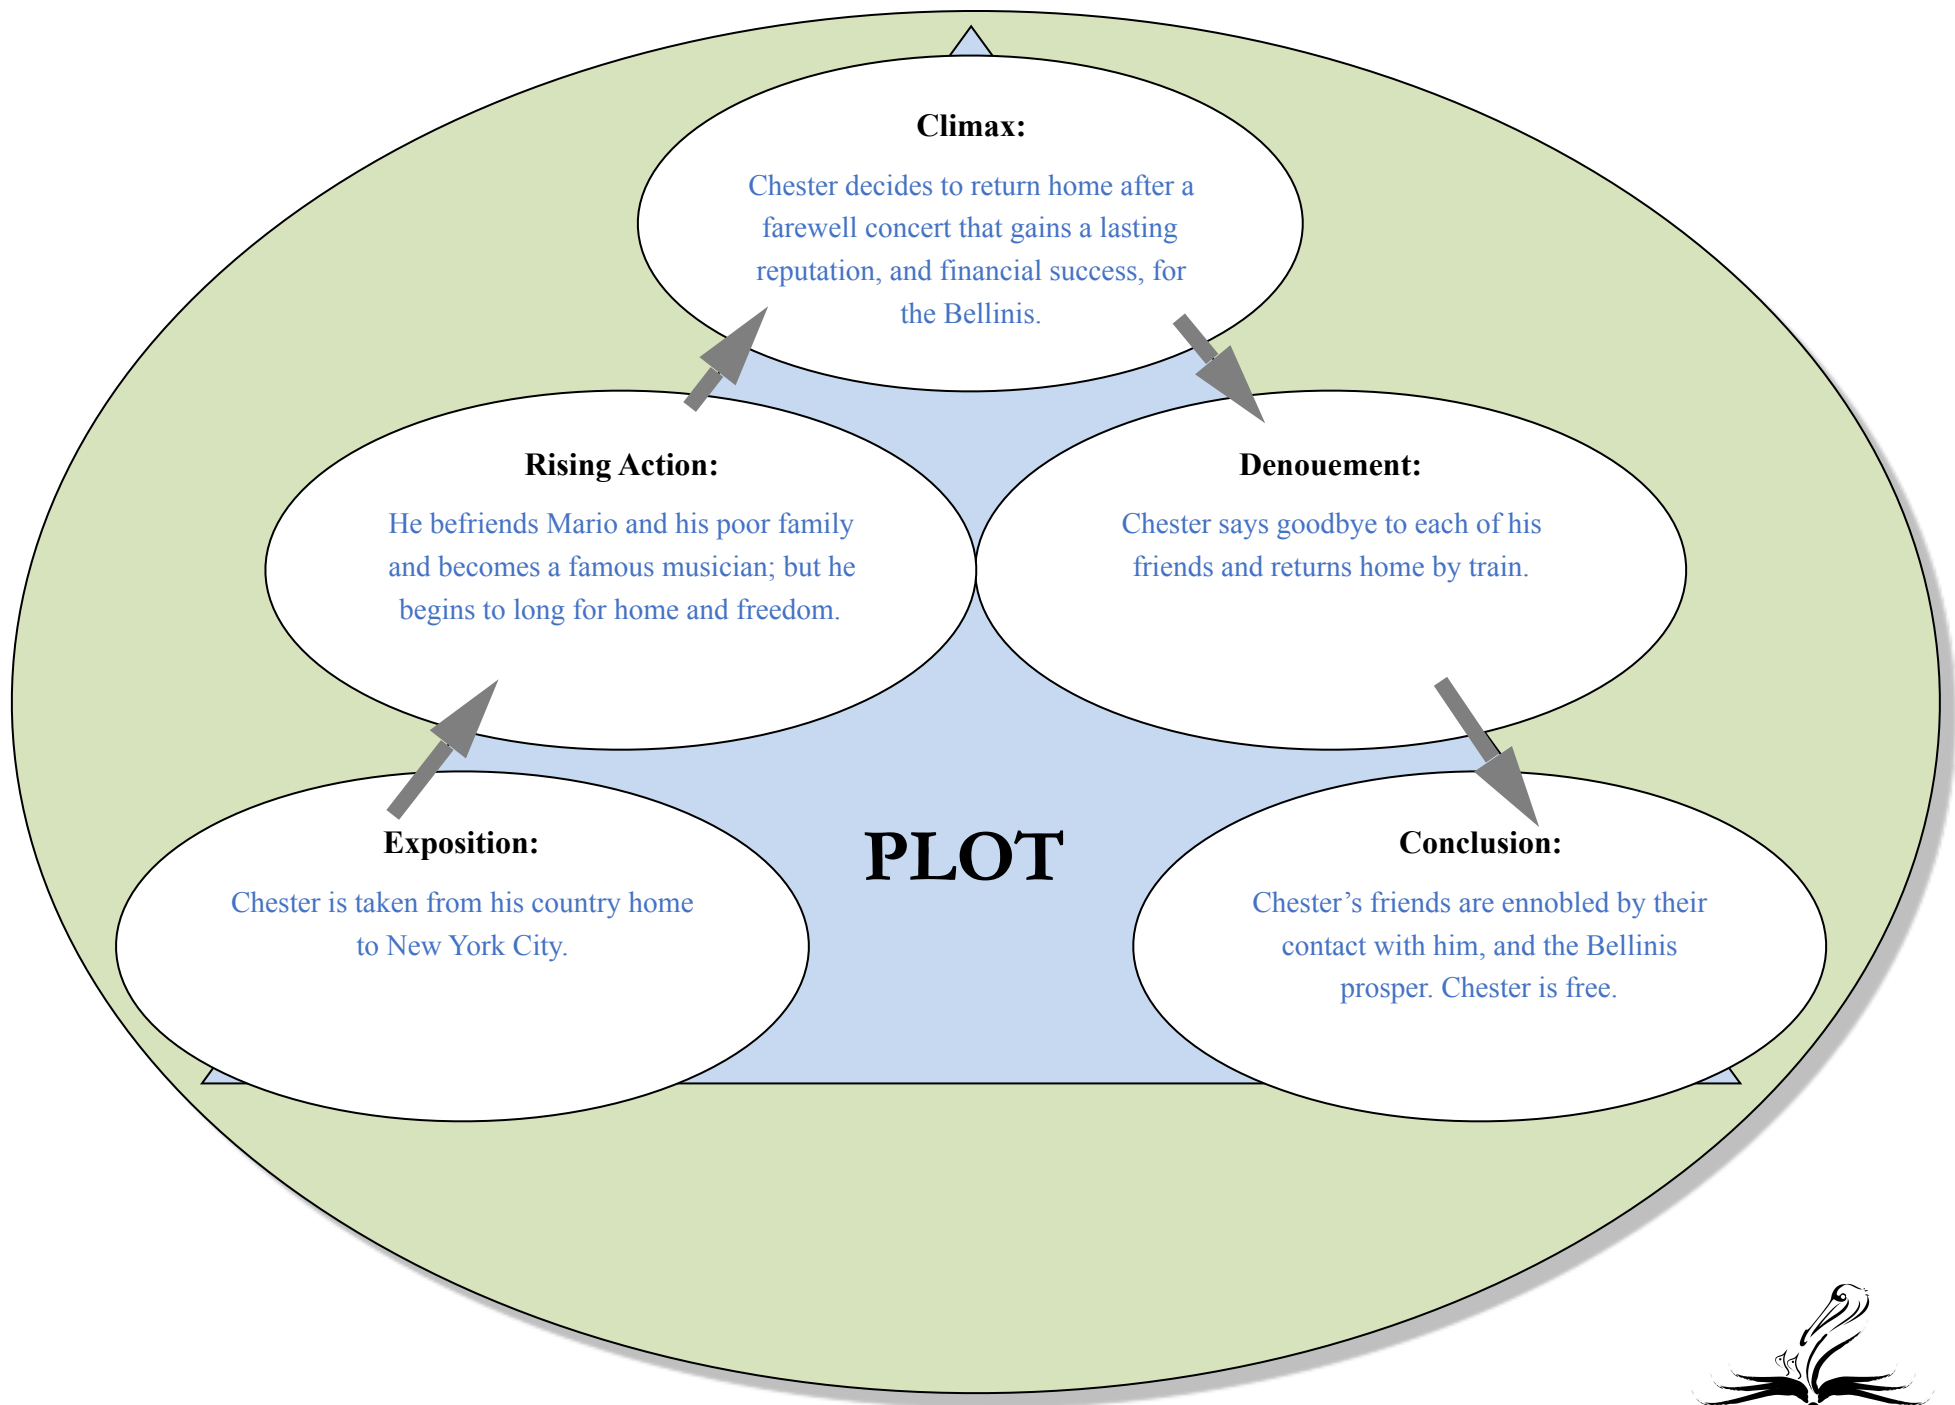 Climax:
Chester decides to return home after a
farewell concert that gains a lasting
reputation, and financial success, for
the Bellinis.
Rising Action:
He befriends Mario and his poor family
and becomes a famous musician; but he
begins to long for home and freedom.
Denouement:
Chester says goodbye to each of his
friends and returns home by train.
Exposition:
Chester is taken from his country home
to New York City.
PLOT
Conclusion:
Chester’s friends are ennobled by their
contact with him, and the Bellinis
prosper. Chester is free.